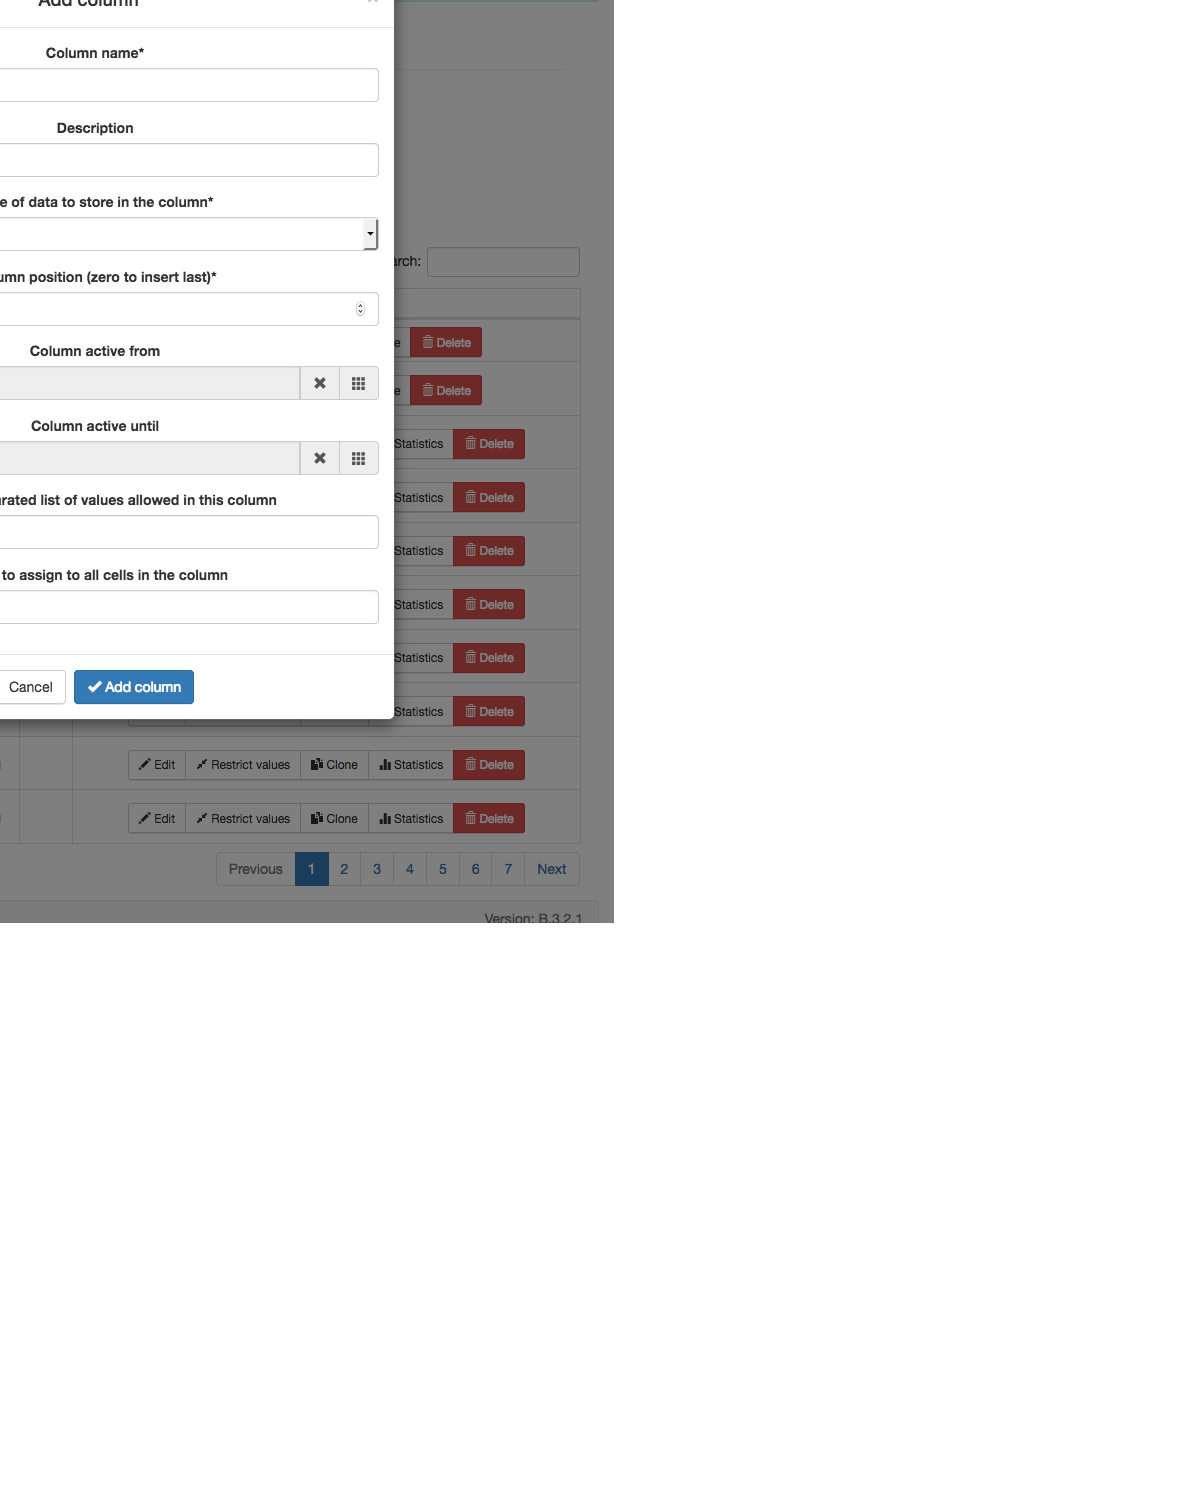 Add column
Column name*
Description
of data to store in the column*
position (zero to insert last)*
Column active from
Column active until
list of values allowed in this column
to assign to all cells in the column
Cancel
Add column
Delete
Delete
Statistics Delete
Statistics Delete
Statistics Delete
Statistics Delete
Statistics Delete
Statistics Delete
Edit Restrict values Clone Statistics Delete
Edit Restrict values Clone Statistics Delete
Previous 1 2 3 4 5 6 7 Next
Version: B.3.2.1